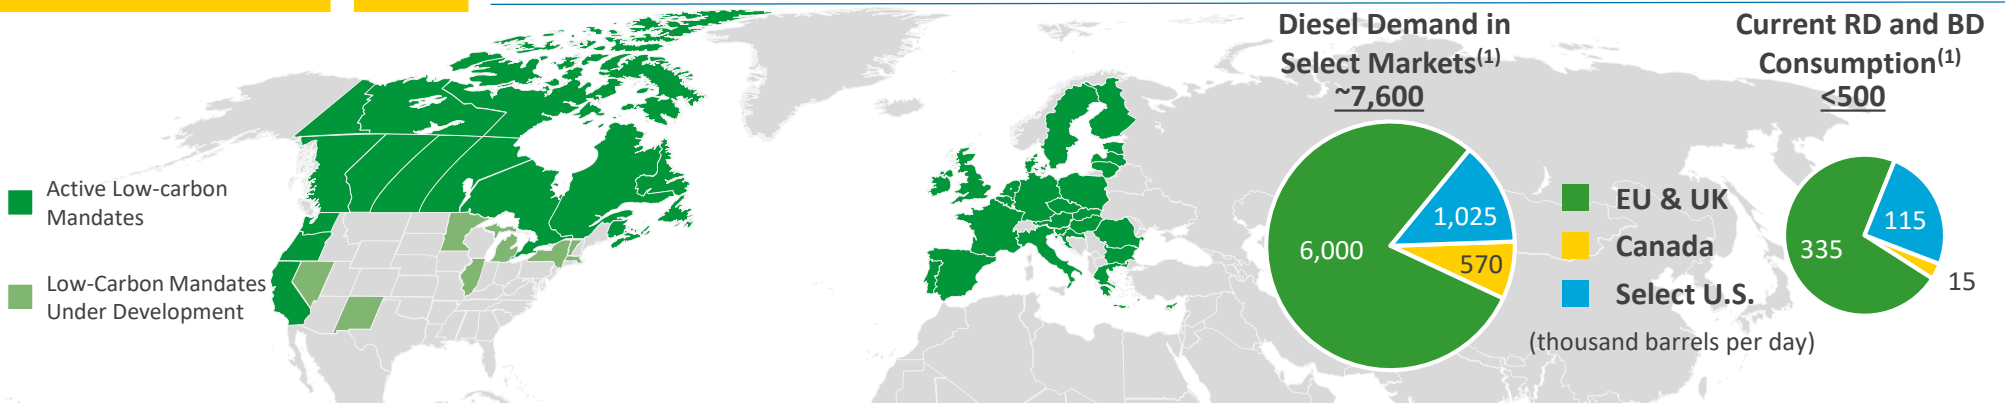 Active Low-carbon
Mandates
Low-Carbon Mandates
Under Development
Diesel Demand in
Select Markets(1)
~7,600
6,000
1,025
570
EU & UK
Canada
Select U.S.
(thousand barrels per day)
Current RD and BD
Consumption(1)
<500
335
115
15